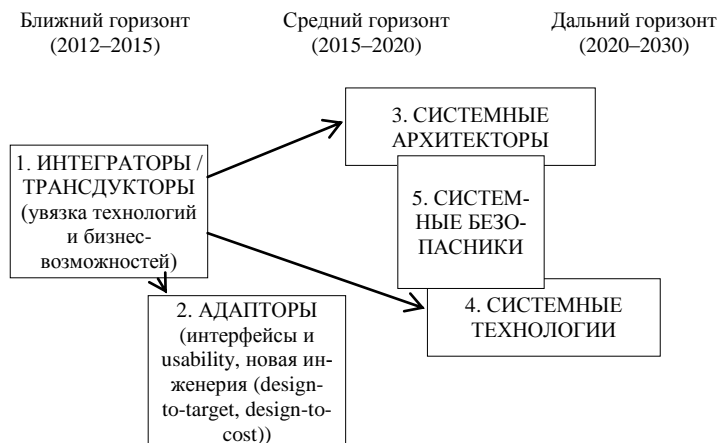 Ближний горизонт
(2012–2015)
Средний горизонт
(2015–2020)
Дальний горизонт
(2020–2030)
1. ИНТЕГРАТОРЫ /
ТРАНСДУКТОРЫ
(увязка технологий
и бизнес-
возможностей)
2. АДАПТОРЫ
(интерфейсы и
usability, новая ин-
женерия (design-
to-target, design-to-
cost))
3. СИСТЕМНЫЕ
АРХИТЕКТОРЫ
5. СИСТЕМ-
НЫЕ БЕЗО-
ПАСНИКИ
4. СИСТЕМНЫЕ
ТЕХНОЛОГИИ